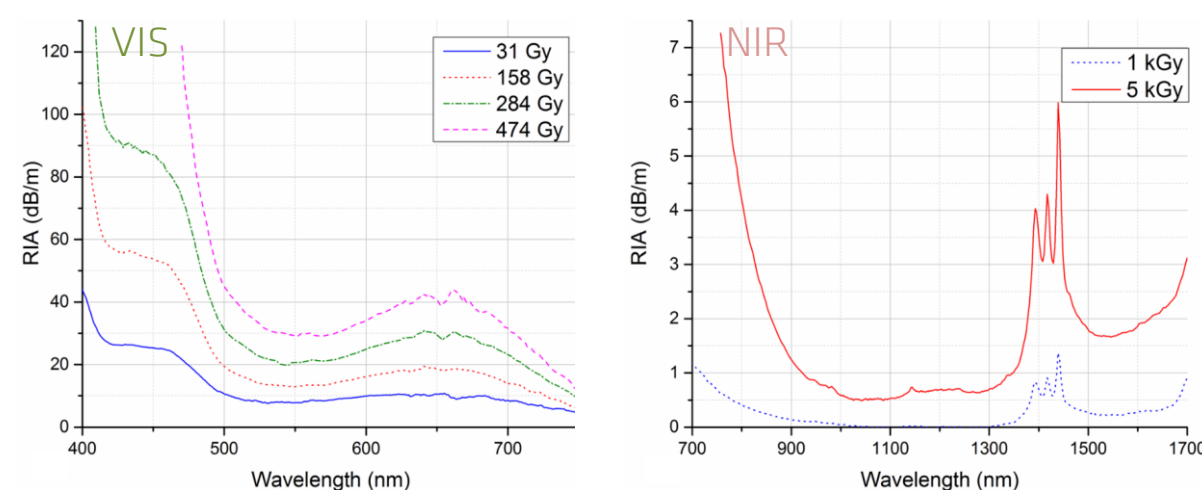 VIS
RIA (dB/m)
120
100
80
60
40
20
0
400
500
600
700
Wavelength (nm)
31 Gy
158 Gy
284 Gy
474 Gy
NIR
RIA (dB/m)
7
6
5
4
3
2
1
0
700
900
1100
1300
1500
1700
Wavelength (nm)
1 kGy
5 kGy